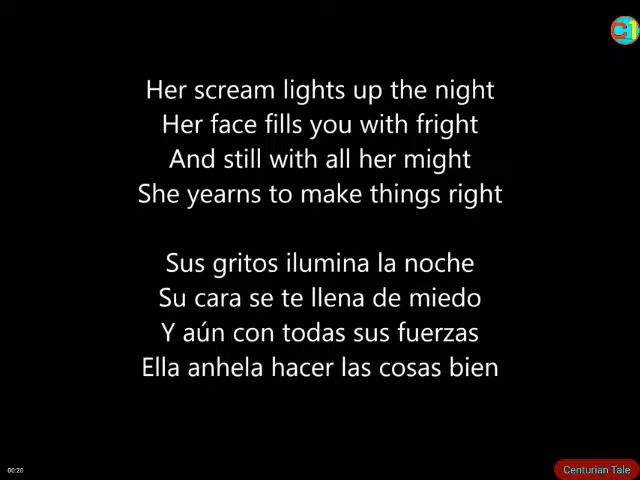 C1
Her scream lights up the night
Her face fills you with fright
And still with all her might
She yearns to make things right
Sus gritos ilumina la noche
Su cara se te llena de miedo
Y aún con todas sus fuerzas
Ella anhela hacer las cosas bien
00:20
Centurian Tale